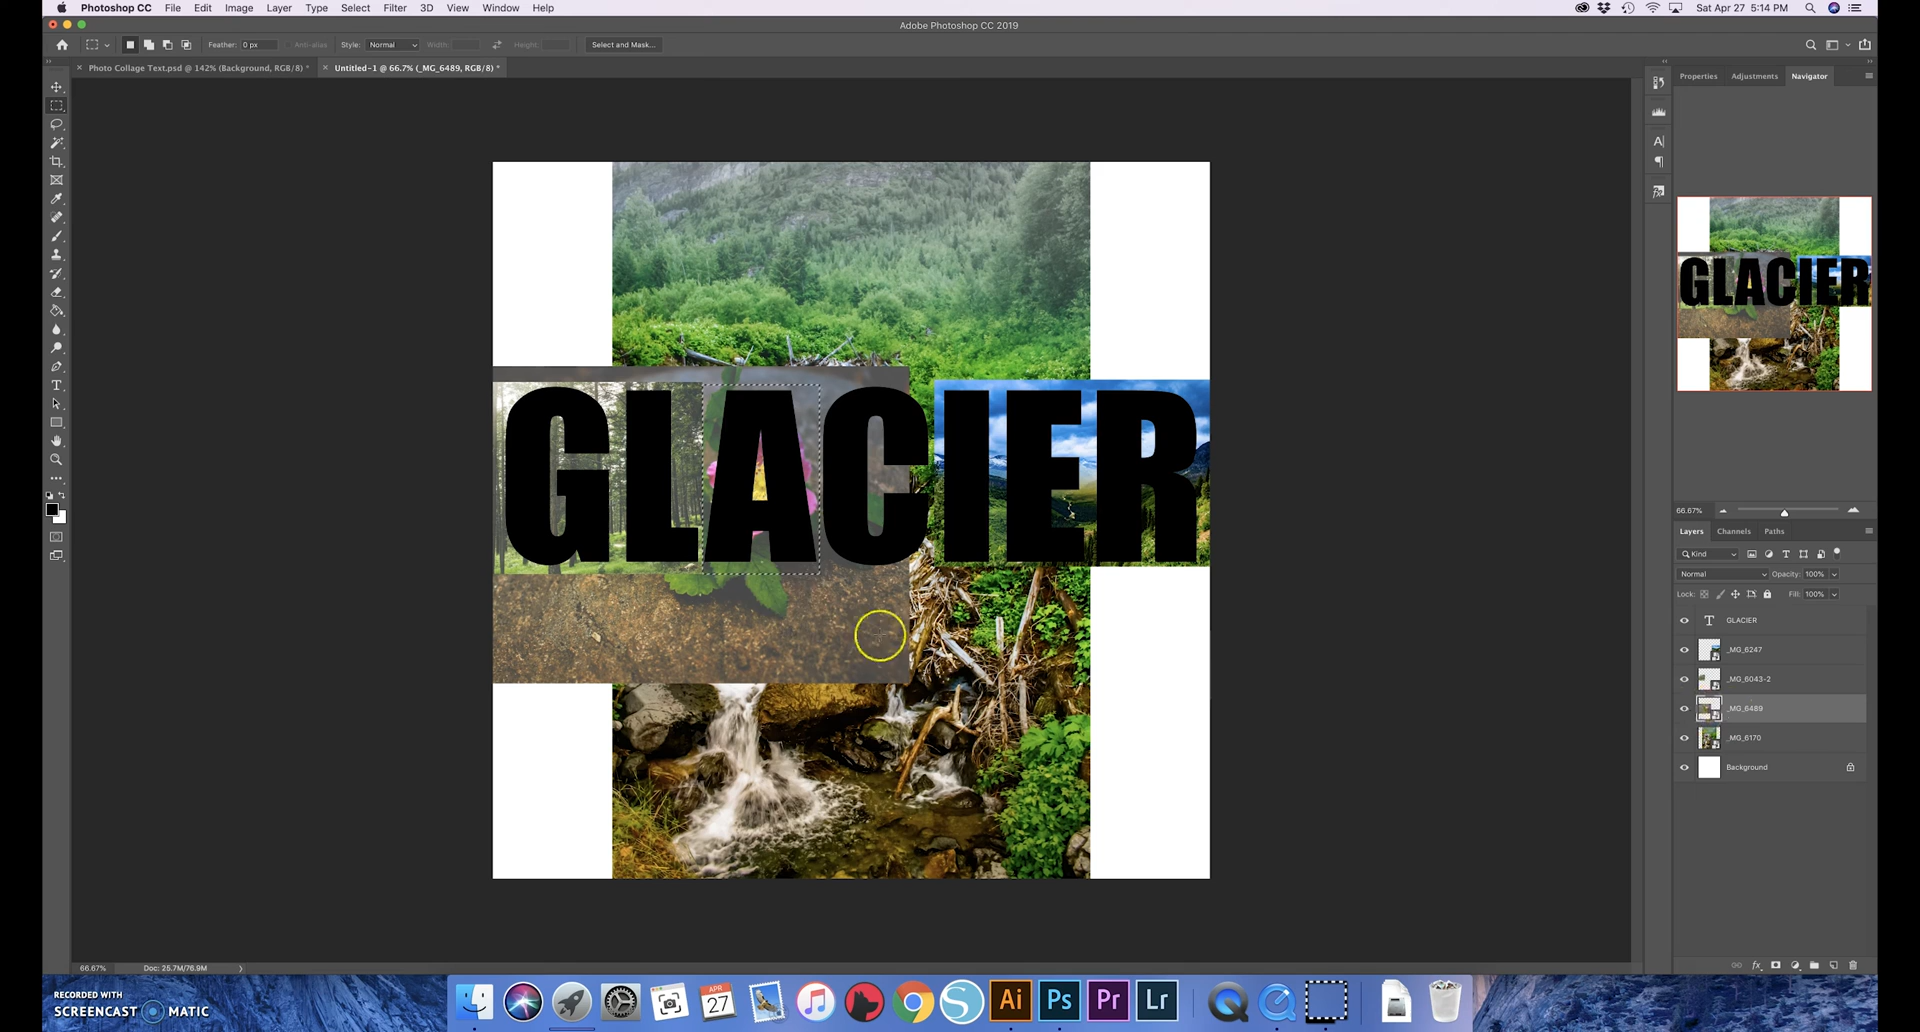 Photoshop CC File Edit Image Layer Type Select Filter 3D View Window Help
Sat Apr 27 5:14 PM
Adobe Photoshop CC 2019
Feather: 0 px Anti-alias Style: Normal Width: Height: Select and Mask...
Photo Collage Text.psd @ 142% (Background, RGB/8) *
Untitled-1 @ 66.7% (_MG_6489, RGB/8) *
Properties Adjustments Navigator
GLACIER
GLACIER
66.67%
Layers Channels Paths
Kind
Normal Opacity: 100%
Lock: Fill: 100%
T GLACIER
_MG_6247
_MG_6043-2
_MG_6489
_MG_6170
Background
66.67% Doc: 25.7M/76.9M
RECORDED WITH
SCREENCAST MATIC
APR
27
S Ai Ps Pr Lr